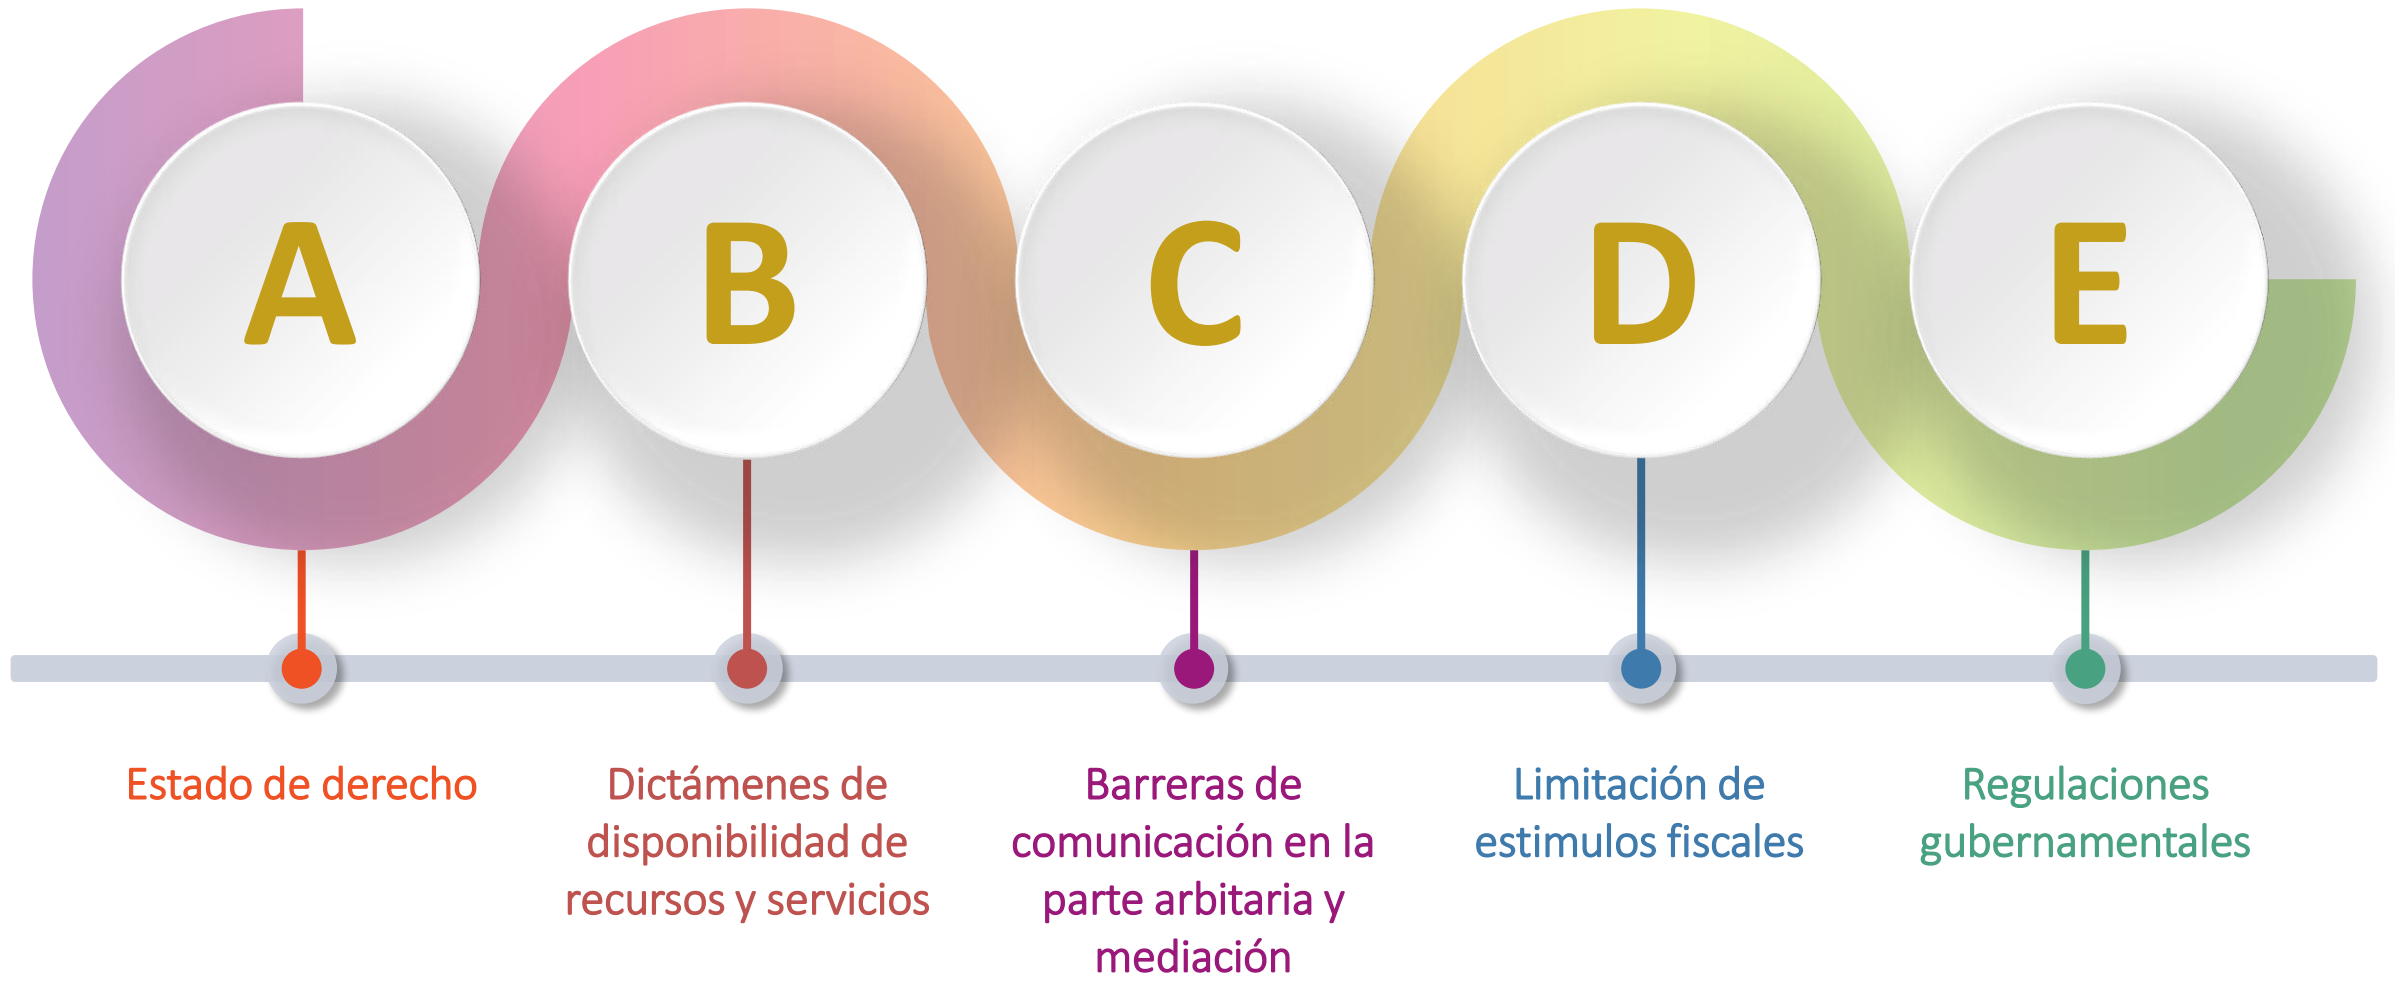 A
B
C
D
E
Estado de derecho
Dictámenes de
disponibilidad de
recursos y servicios
Barreras de
comunicación en la
parte arbitaria y
mediación
Limitación de
estimulos fiscales
Regulaciones
gubernamentales